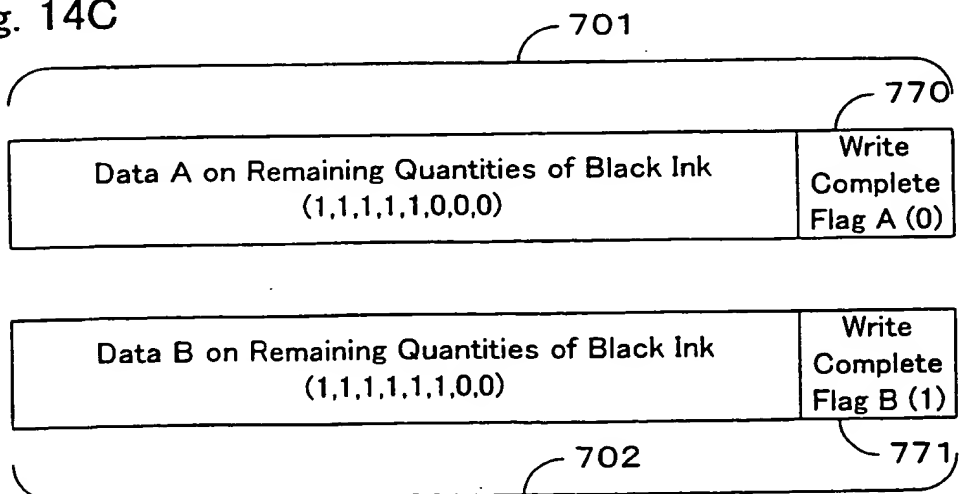 g. 14C
701
770
Data A on Remaining Quantities of Black Ink
(1,1,1,1,1,0,0,0)
Write
Complete
Flag A (0)
Data B on Remaining Quantities of Black Ink
(1,1,1,1,1,1,0,0)
Write
Complete
Flag B (1)
771
702